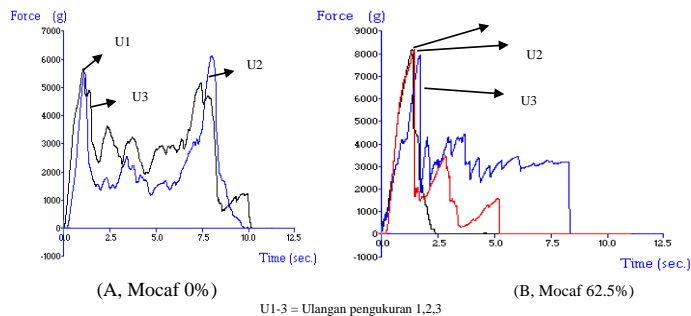 Force (g)
7000
6000
5000
4000
3000
2000
1000
0
-1000
0.0 2.5 5.0 7.5 10.0 12.5
Time (sec.)
U1
U2
U3
(A, Mocaf 0%)
Force (g)
9000
8000
7000
6000
5000
4000
3000
2000
1000
0
-1000
0.0 2.5 5.0 7.5 10.0 12.5
Time (sec.)
U2
U3
(B, Mocaf 62.5%)
U1-3 = Ulangan pengukuran 1,2,3